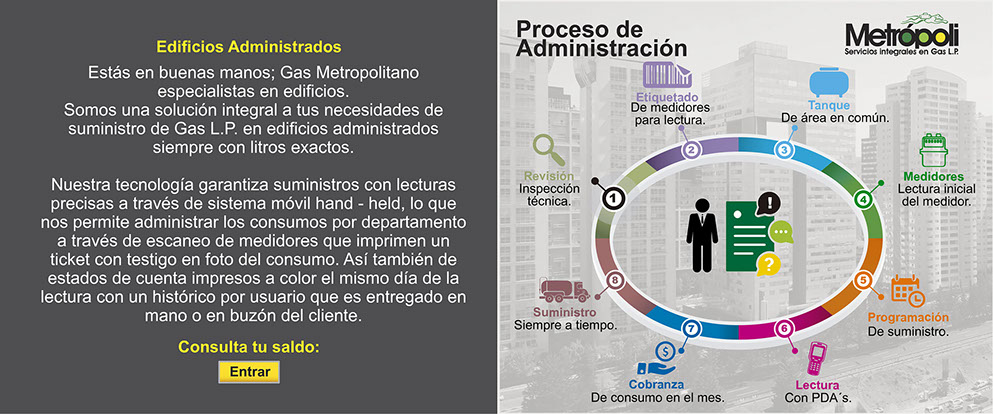 Edificios Administrados
Estás en buenas manos; Gas Metropolitano
especialistas en edificios.
Somos una solución integral a tus necesidades de
suministro de Gas L.P. en edificios administrados
siempre con litros exactos.
Nuestra tecnología garantiza suministros con lecturas
precisas a través de sistema móvil hand - held, lo que
nos permite administrar los consumos por departamento
a través de escaneo de medidores que imprimen un
ticket con testigo en foto del consumo. Así también de
estados de cuenta impresos a color el mismo día de la
lectura con un histórico por usuario que es entregado en
mano o en buzón del cliente.
Consulta tu saldo:
Entrar
Proceso de
Administración
Metrópoli
Servicios integrales en Gas L.P.
1
Revisión
Inspección
técnica.
2
Etiquetado
De medidores
para lectura.
3
Tanque
De área en común.
4
Medidores
Lectura inicial
del medidor.
5
Programación
De suministro.
6
Lectura
Con PDA´s.
7
Cobranza
De consumo en el mes.
8
Suministro
Siempre a tiempo.
!
...
?
$